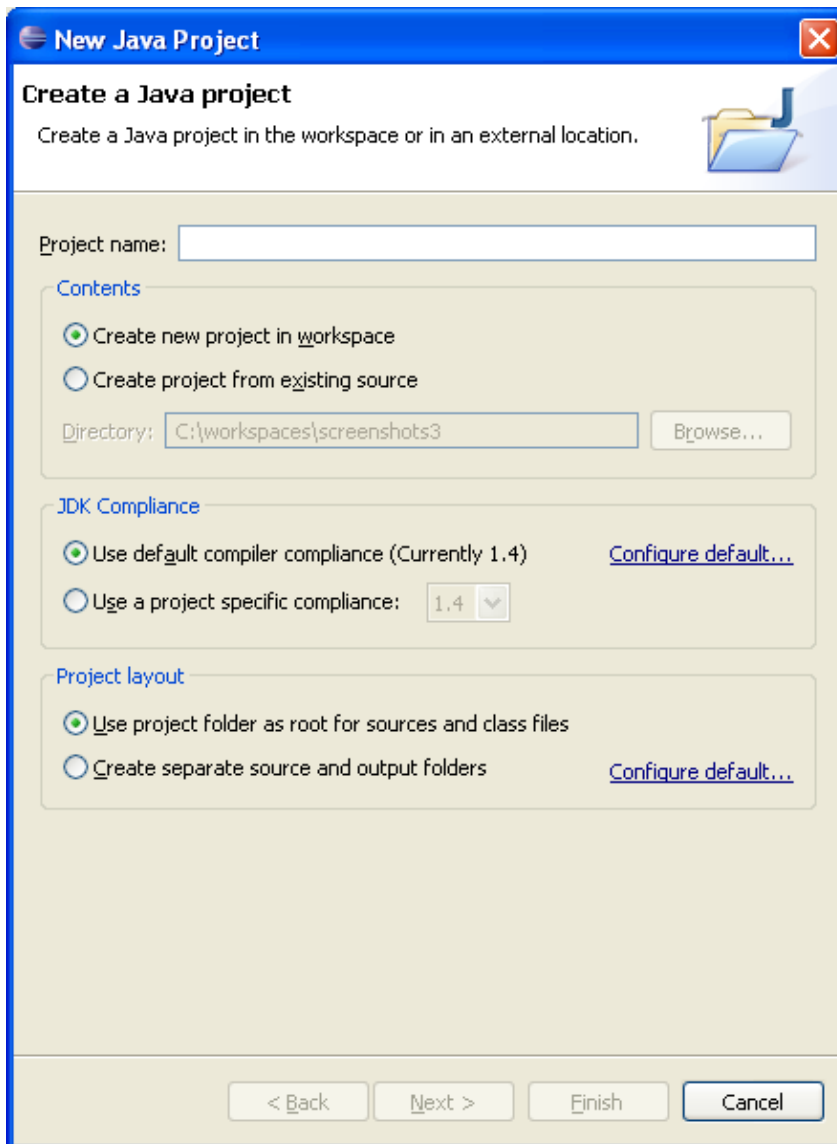 New Java Project
Create a Java project
Create a Java project in the workspace or in an external location.
Project name:
Contents
Create new project in workspace
Create project from existing source
Directory: C:\workspaces\screenshots3 Browse...
JDK Compliance
Use default compiler compliance (Currently 1.4) Configure default...
Use a project specific compliance: 1.4
Project layout
Use project folder as root for sources and class files
Create separate source and output folders Configure default...
< Back Next > Finish Cancel